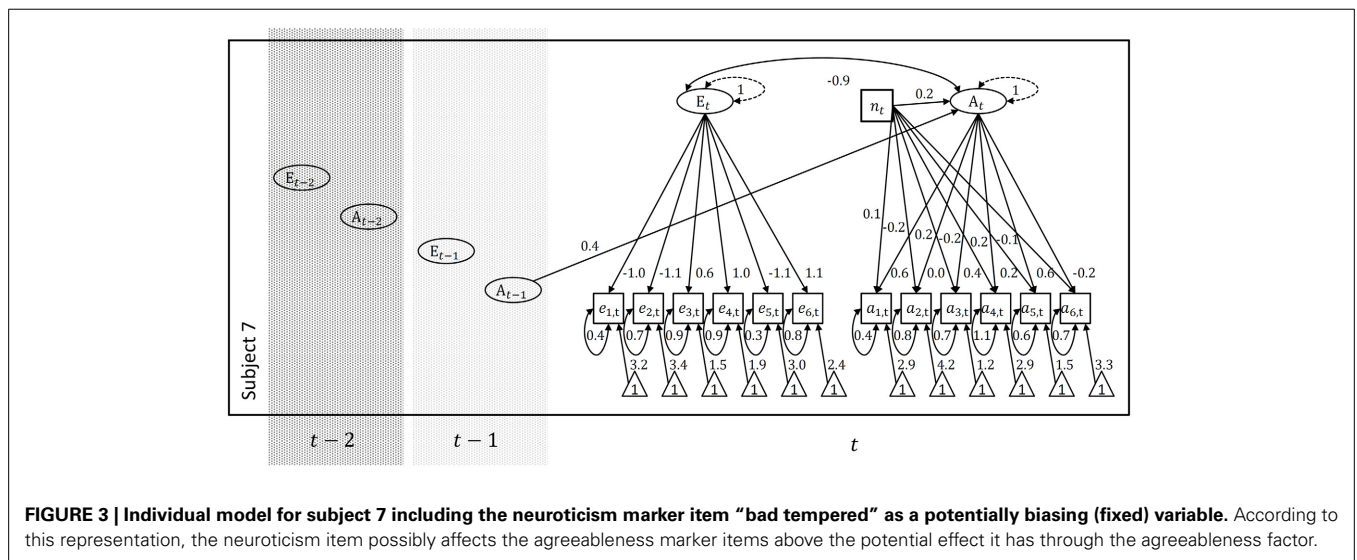 -0.9
E_t 1
n_t 0.2 A_t 1
E_{t−2}
A_{t−2}
E_{t−1}
A_{t−1}
0.4
0.1 -0.2 0.2 -0.2 0.2 -0.1
-1.0 -1.1 0.6 1.0 -1.1 1.1 0.6 0.0 0.4 0.2 0.6 -0.2
e_{1,t} e_{2,t} e_{3,t} e_{4,t} e_{5,t} e_{6,t} a_{1,t} a_{2,t} a_{3,t} a_{4,t} a_{5,t} a_{6,t}
0.4 0.7 0.9 0.9 0.3 0.8 0.4 0.8 0.7 1.1 0.6 0.7
3.2 3.4 1.5 1.9 3.0 2.4 2.9 4.2 1.2 2.9 1.5 3.3
1 1 1 1 1 1 1 1 1 1 1 1
Subject 7
t − 2 t − 1 t
FIGURE 3 | Individual model for subject 7 including the neuroticism marker item “bad tempered” as a potentially biasing (fixed) variable. According to
this representation, the neuroticism item possibly affects the agreeableness marker items above the potential effect it has through the agreeableness factor.